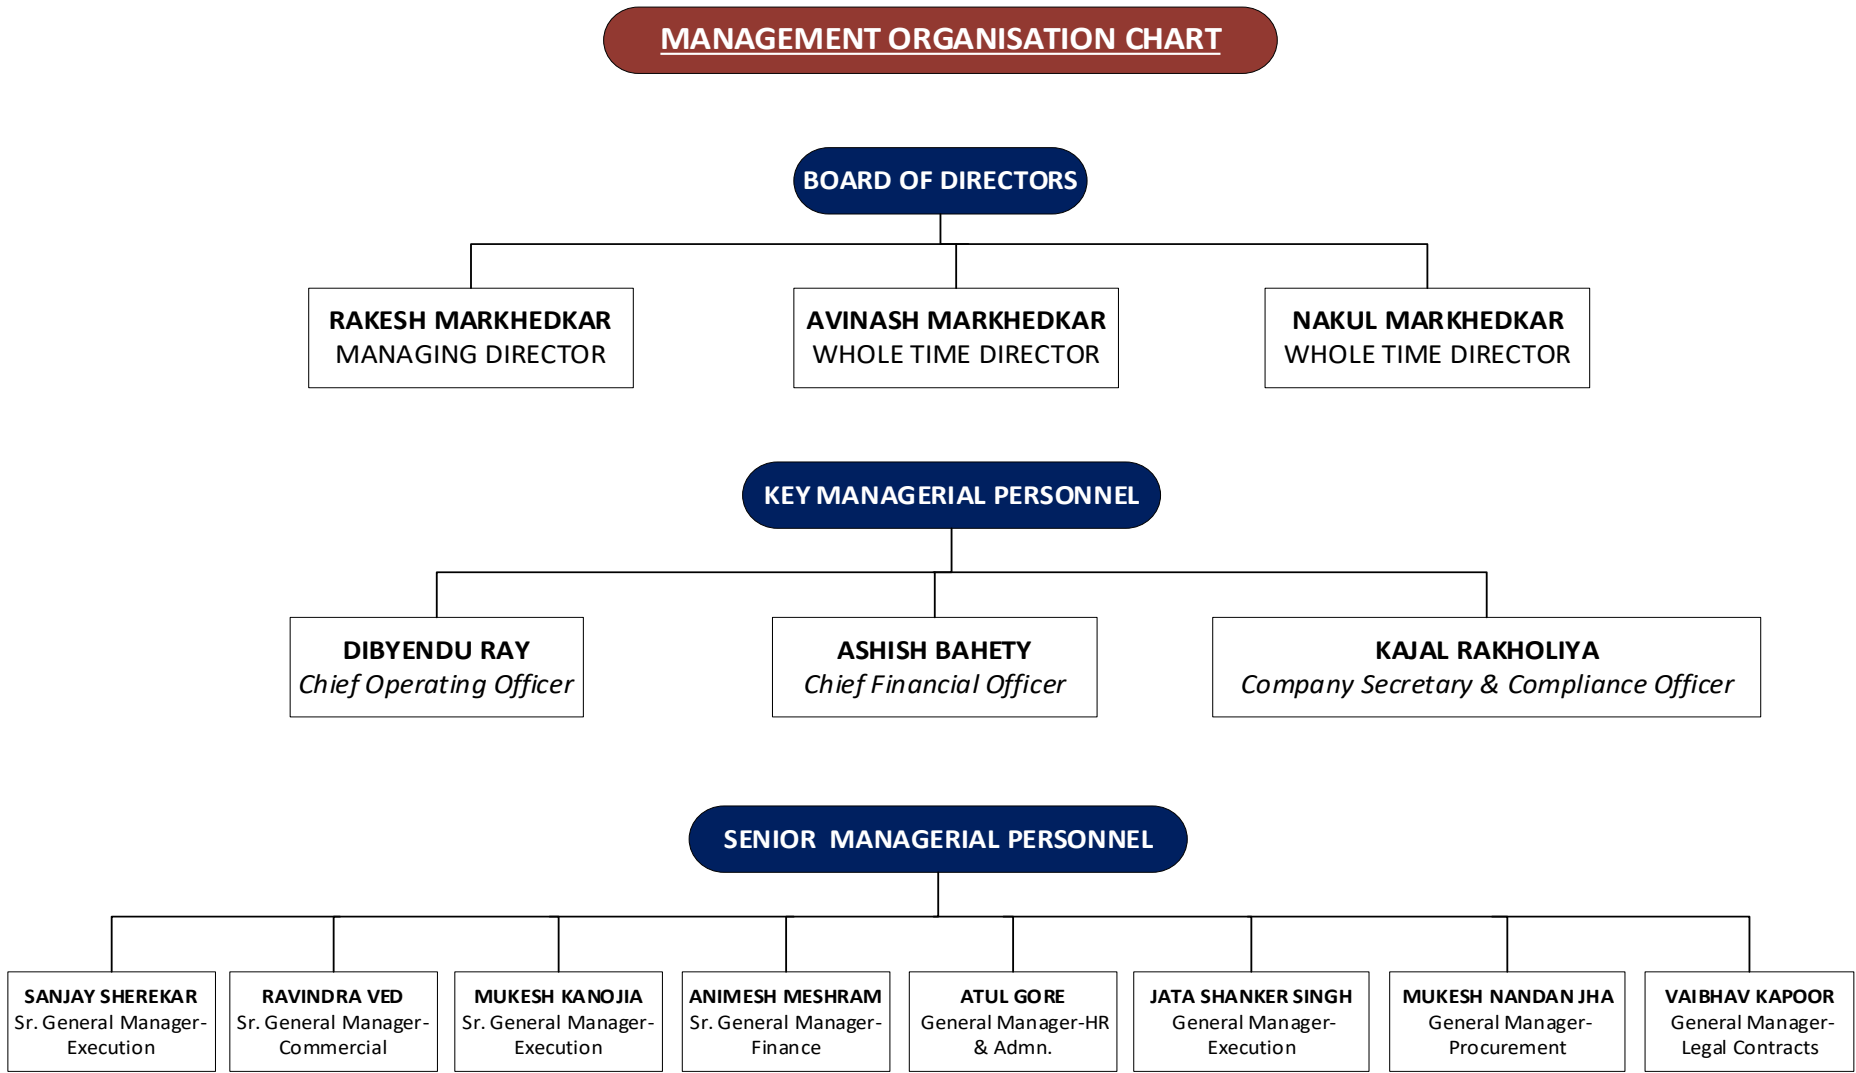 MANAGEMENT ORGANISATION CHART
BOARD OF DIRECTORS
RAKESH MARKHEDKAR
MANAGING DIRECTOR
AVINASH MARKHEDKAR
WHOLE TIME DIRECTOR
NAKUL MARKHEDKAR
WHOLE TIME DIRECTOR
KEY MANAGERIAL PERSONNEL
DIBYENDU RAY
Chief Operating Officer
ASHISH BAHETY
Chief Financial Officer
KAJAL RAKHOLIYA
Company Secretary & Compliance Officer
SENIOR MANAGERIAL PERSONNEL
SANJAY SHEREKAR
Sr. General Manager-
Execution
RAVINDRA VED
Sr. General Manager-
Commercial
MUKESH KANOJIA
Sr. General Manager-
Execution
ANIMESH MESHRAM
Sr. General Manager-
Finance
ATUL GORE
General Manager-HR
& Admn.
JATA SHANKER SINGH
General Manager-
Execution
MUKESH NANDAN JHA
General Manager-
Procurement
VAIBHAV KAPOOR
General Manager-
Legal Contracts